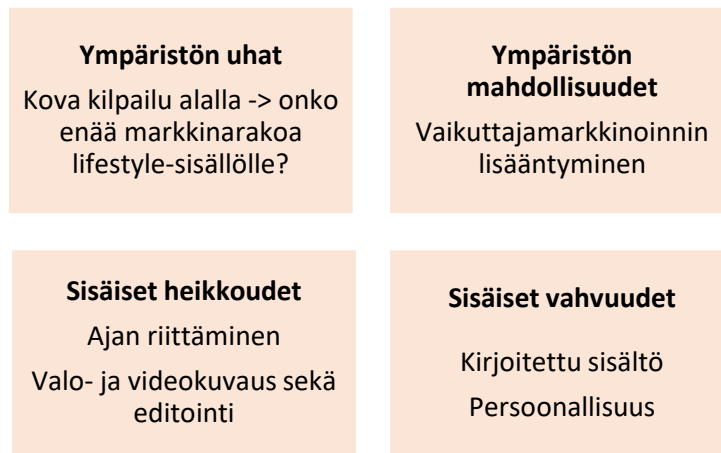 Ympäristön uhat
Kova kilpailu alalla -> onko
enää markkinarakoa
lifestyle-sisällölle?
Ympäristön
mahdollisuudet
Vaikuttajamarkkinoinnin
lisääntyminen
Sisäiset heikkoudet
Ajan riittäminen
Valo- ja videokuvaus sekä
editointi
Sisäiset vahvuudet
Kirjoitettu sisältö
Persoonallisuus